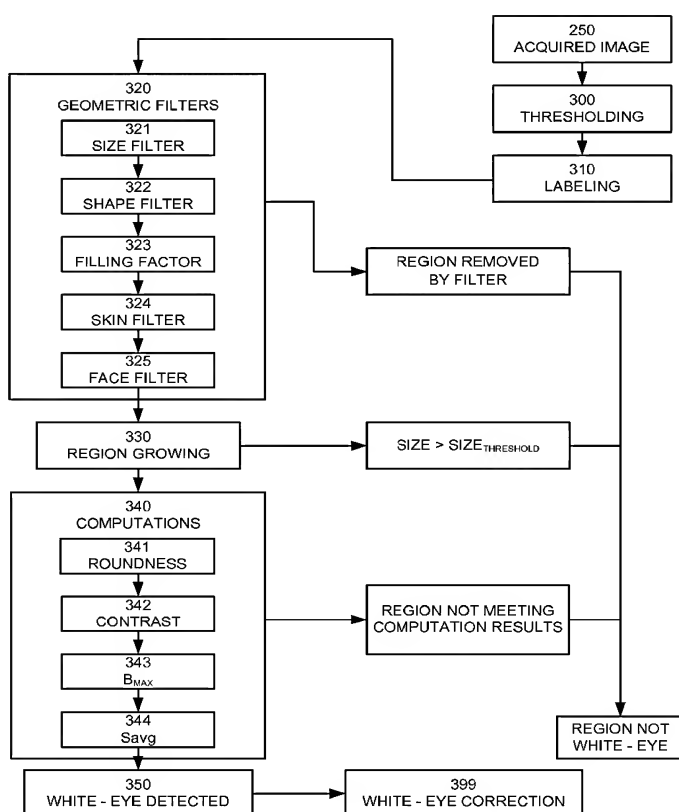 250
ACQUIRED IMAGE
300
THRESHOLDING
310
LABELING
320
GEOMETRIC FILTERS
321
SIZE FILTER
322
SHAPE FILTER
323
FILLING FACTOR
324
SKIN FILTER
325
FACE FILTER
REGION REMOVED
BY FILTER
330
REGION GROWING
SIZE > SIZETHRESHOLD
340
COMPUTATIONS
341
ROUNDNESS
342
CONTRAST
343
BMAX
344
Savg
REGION NOT MEETING
COMPUTATION RESULTS
REGION NOT
WHITE - EYE
350
WHITE - EYE DETECTED
399
WHITE - EYE CORRECTION